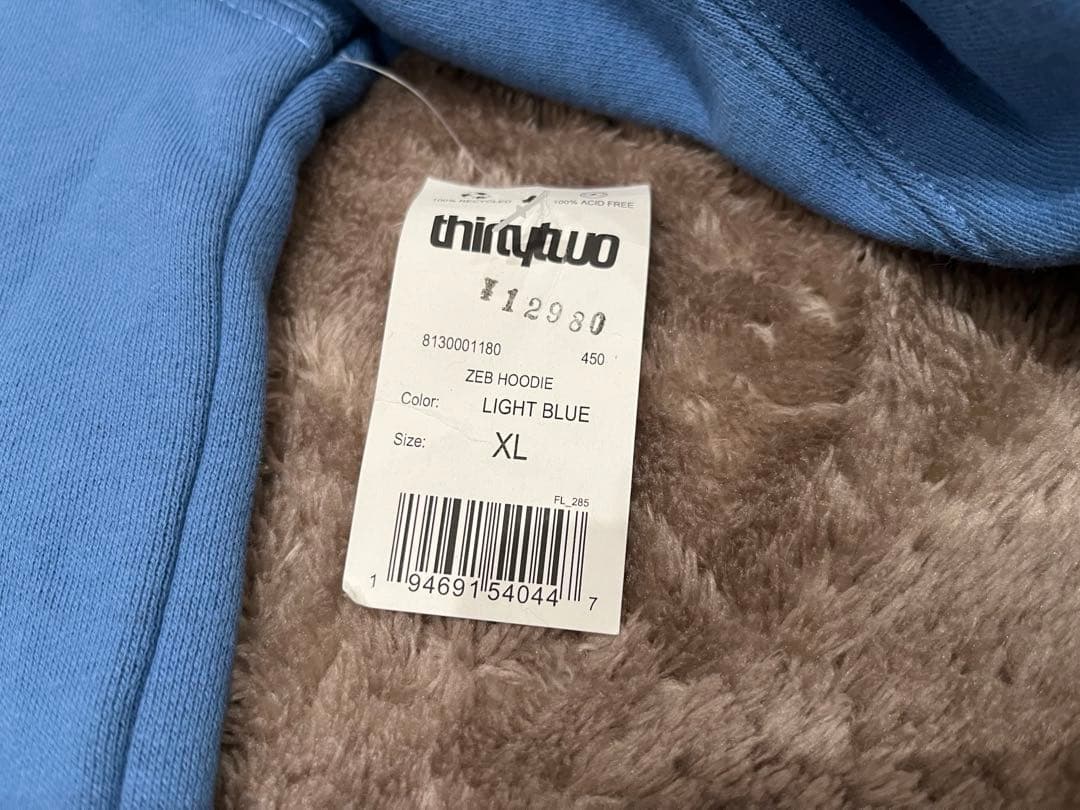 100% RECYCLED 100% ACID FREE
thirtytwo
¥12980
8130001180 450
ZEB HOODIE
Color: LIGHT BLUE
Size: XL
FL_285
1 94691 54044 7